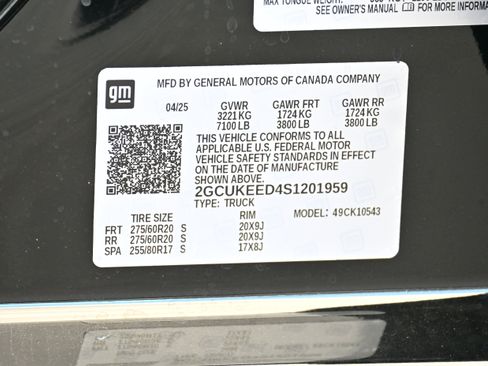 MAX TONGUE WEIGHT
SEE OWNER'S MANUAL FOR MORE INFORMA
gm
MFD BY GENERAL MOTORS OF CANADA COMPANY
04/25 GVWR GAWR FRT GAWR RR
3221 KG 1724 KG 1724 KG
7100 LB 3800 LB 3800 LB
THIS VEHICLE CONFORMS TO ALL
APPLICABLE U.S. FEDERAL MOTOR
VEHICLE SAFETY STANDARDS IN EFFECT
ON THE DATE OF MANUFACTURE
SHOWN ABOVE.
2GCUKEED4S1201959
TYPE: TRUCK
TIRE SIZE RIM MODEL: 49CK10543
FRT 275/60R20 S 20X9J
RR 275/60R20 S 20X9J
SPA 255/80R17 S 17X8J